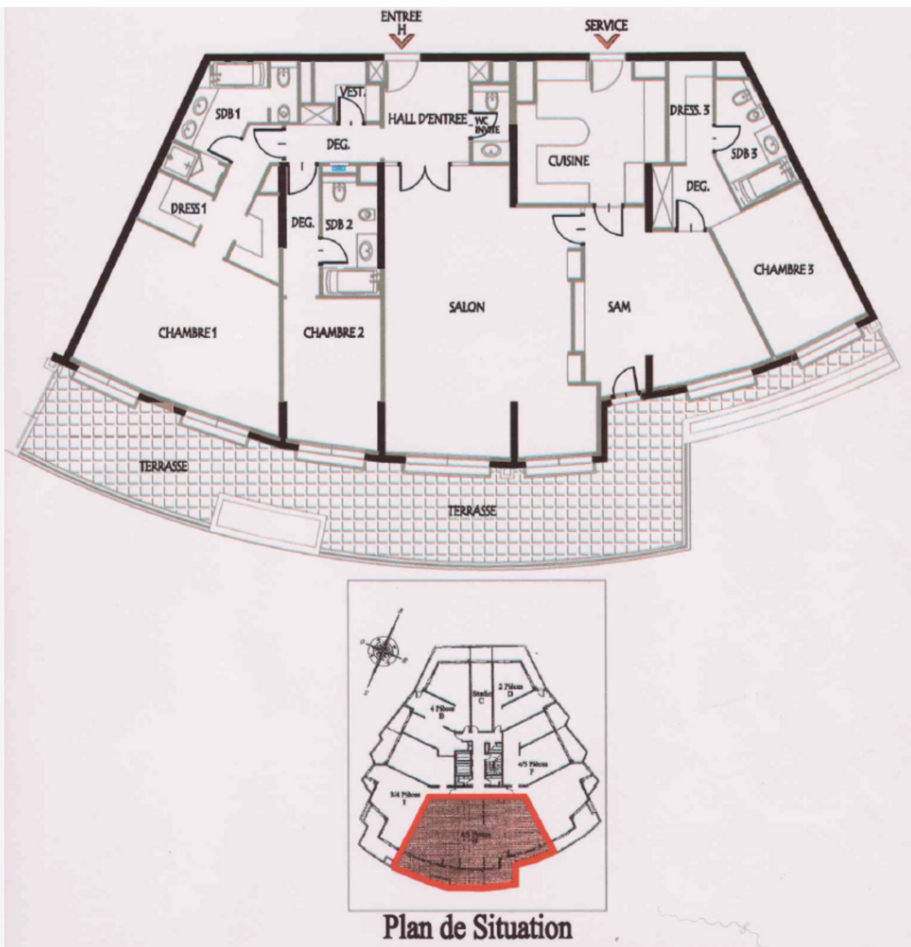 ENTREE
H
SERVICE
SDB 1
VEST.
HALL D'ENTREE
WC
INVITE
DEG.
CUISINE
DRESS. 3
SDB 3
DEG.
DRESS 1
DEG.
SDB 2
CHAMBRE 1
CHAMBRE 2
SALON
SAM
CHAMBRE 3
TERRASSE
TERRASSE
4 Pièces
B
Studio
C
2 Pièces
D
4/5 Pièces
F
3/4 Pièces
Plan de Situation